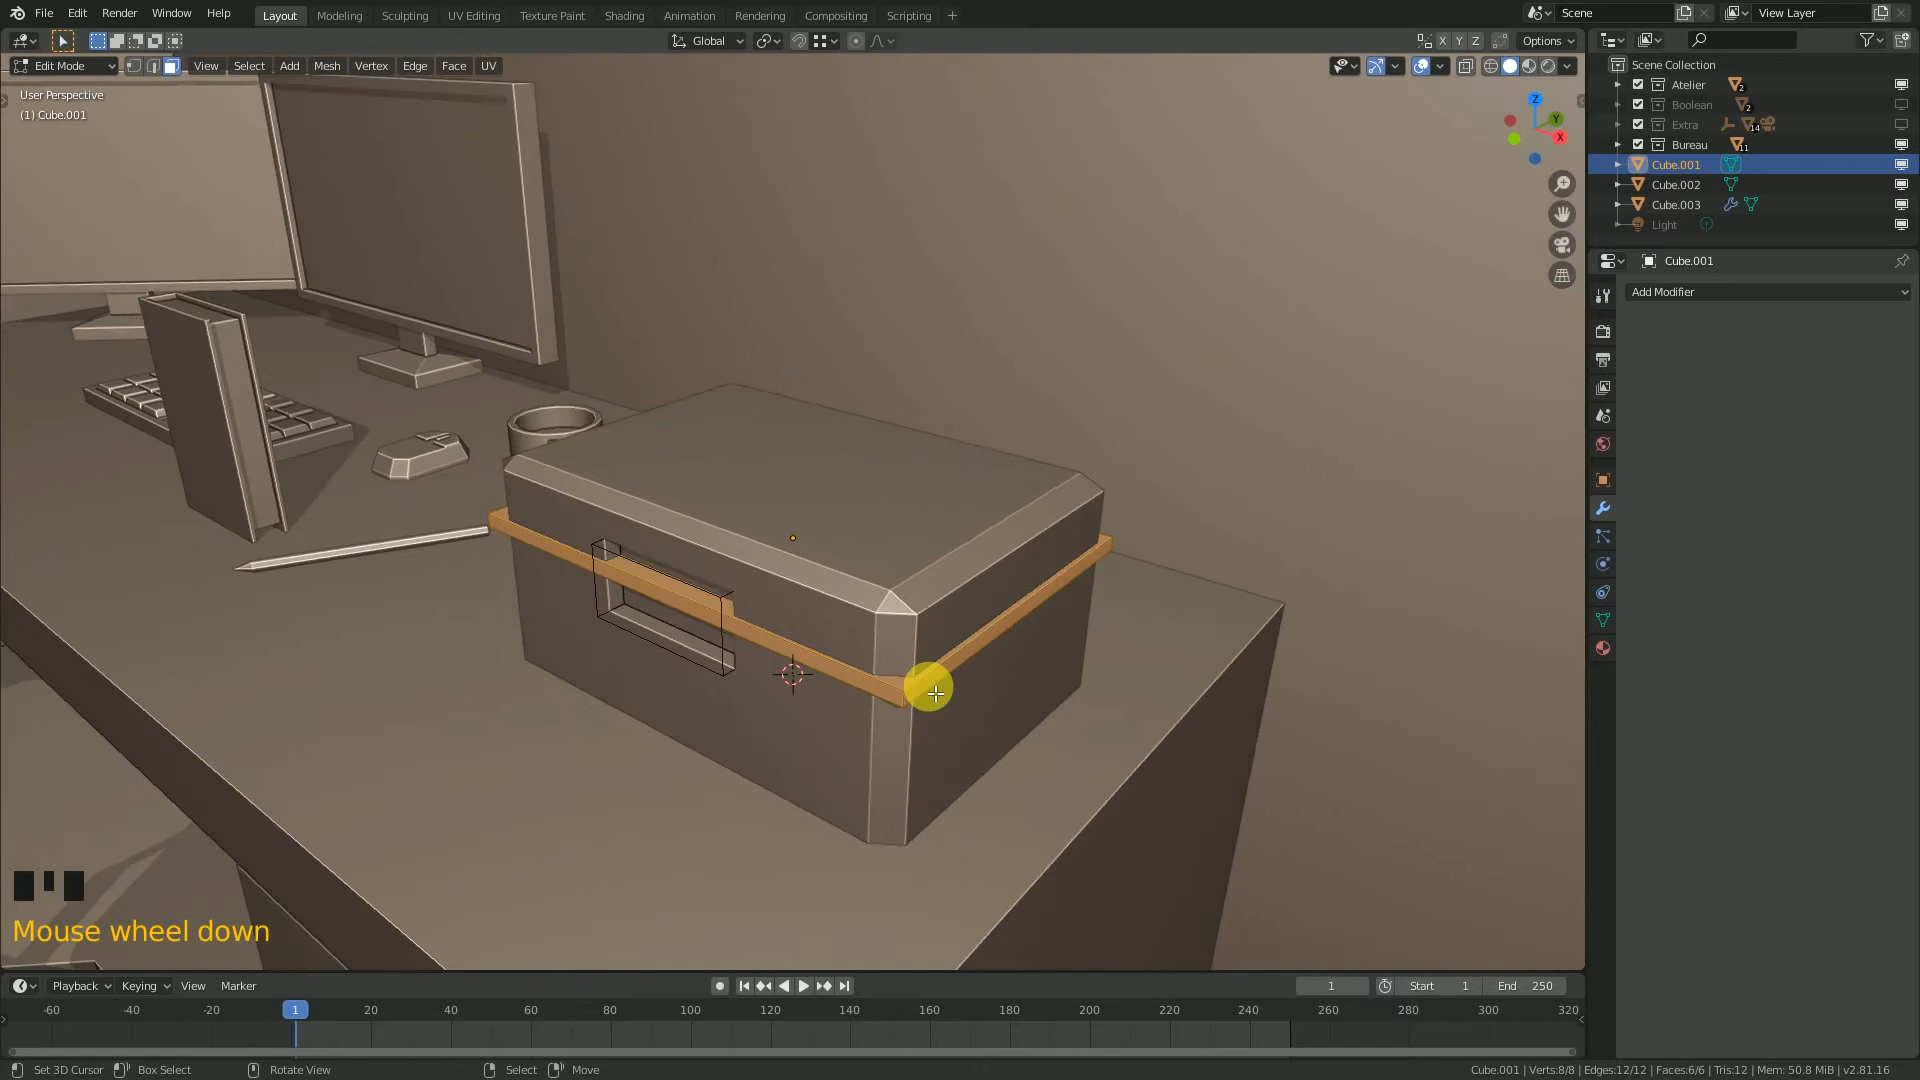 File Edit Render Window Help
Layout Modeling Sculpting UV Editing Texture Paint Shading Animation Rendering Compositing Scripting +
Scene
View Layer
Global
X Y Z Options
Edit Mode View Select Add Mesh Vertex Edge Face UV
User Perspective
(1) Cube.001
Z
Y
X
Scene Collection
Atelier 2
Boolean 2
Extra 14
Bureau 11
Cube.001
Cube.002
Cube.003
Light
Cube.001
Add Modifier
Mouse wheel down
Playback Keying View Marker
1 Start 1 End 250
-60 -40 -20 1 20 40 60 80 100 120 140 160 180 200 220 240 260 280 300 320
Set 3D Cursor Box Select Rotate View Select Move
Cube.001 | Verts:8/8 | Edges:12/12 | Faces:6/6 | Tris:12 | Mem: 50.8 MiB | v2.81.16